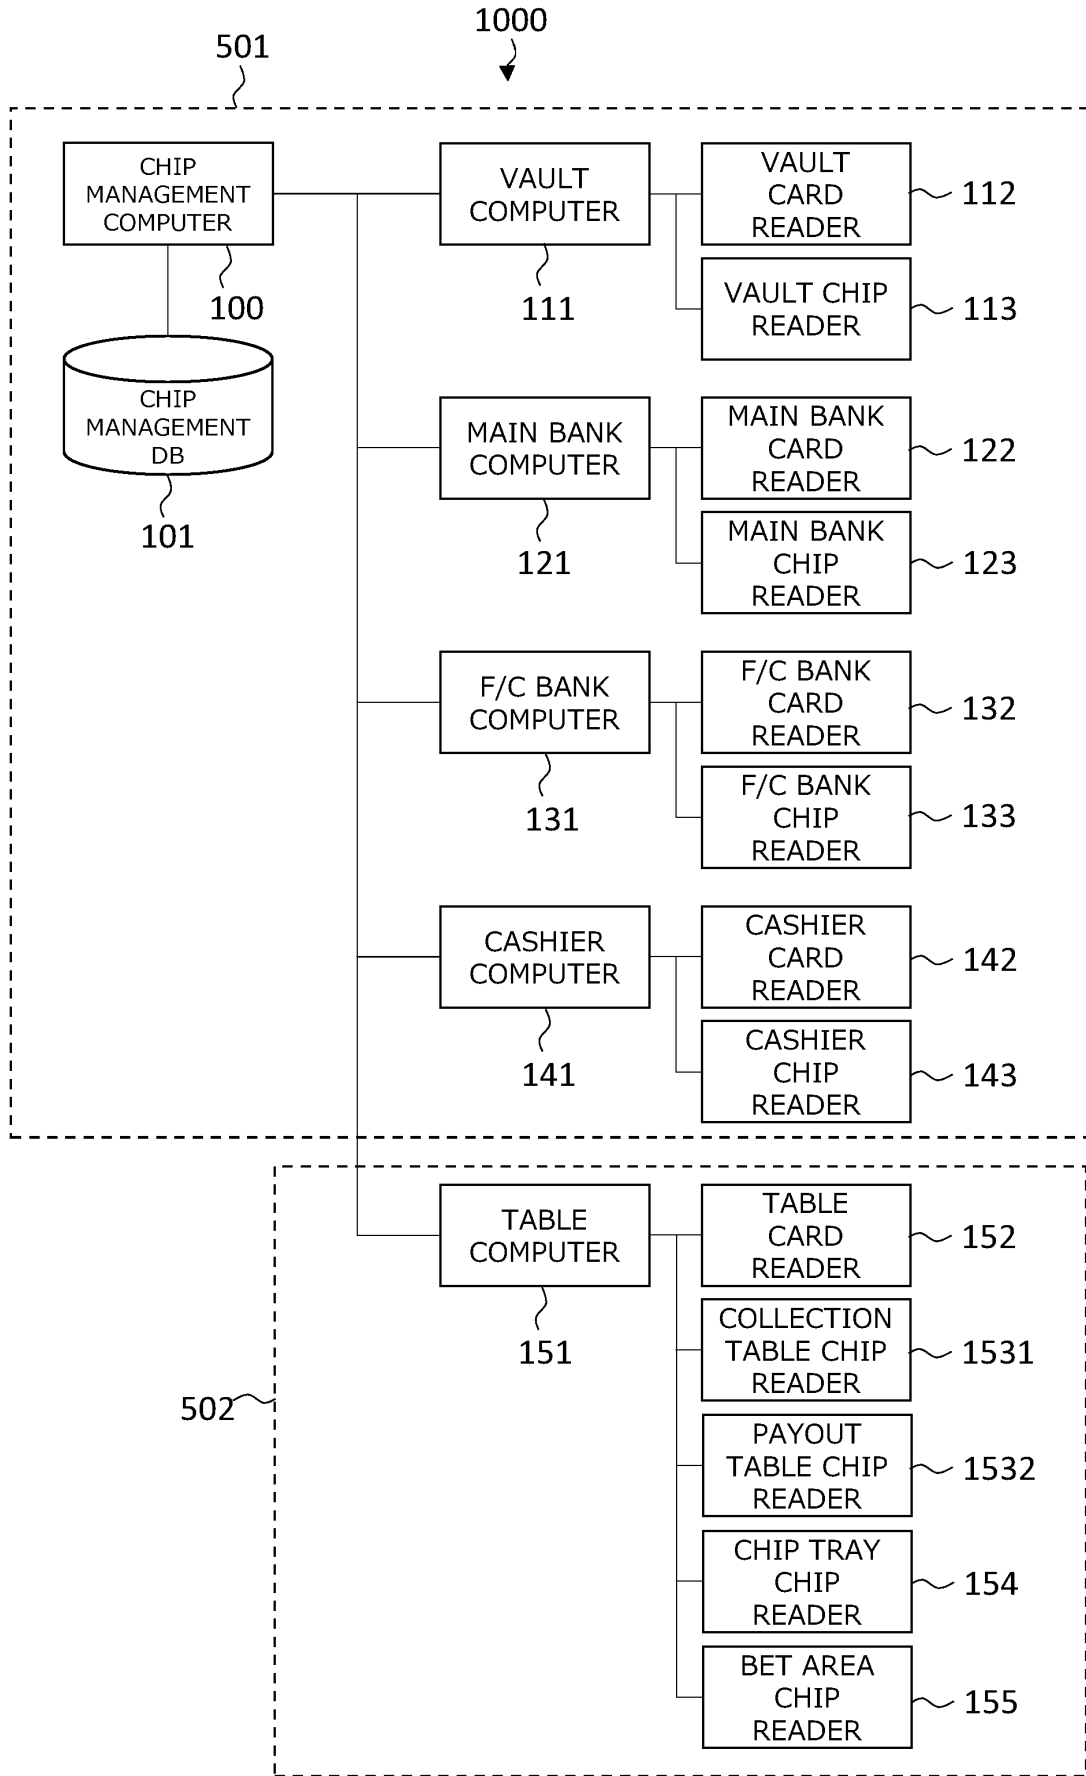 1000
501
CHIP
MANAGEMENT
COMPUTER
100
CHIP
MANAGEMENT
DB
101
VAULT
COMPUTER
111
VAULT
CARD
READER
112
VAULT CHIP
READER
113
MAIN BANK
COMPUTER
121
MAIN BANK
CARD
READER
122
MAIN BANK
CHIP
READER
123
F/C BANK
COMPUTER
131
F/C BANK
CARD
READER
132
F/C BANK
CHIP
READER
133
CASHIER
COMPUTER
141
CASHIER
CARD
READER
142
CASHIER
CHIP
READER
143
502
TABLE
COMPUTER
151
TABLE
CARD
READER
152
COLLECTION
TABLE CHIP
READER
1531
PAYOUT
TABLE CHIP
READER
1532
CHIP TRAY
CHIP
READER
154
BET AREA
CHIP
READER
155